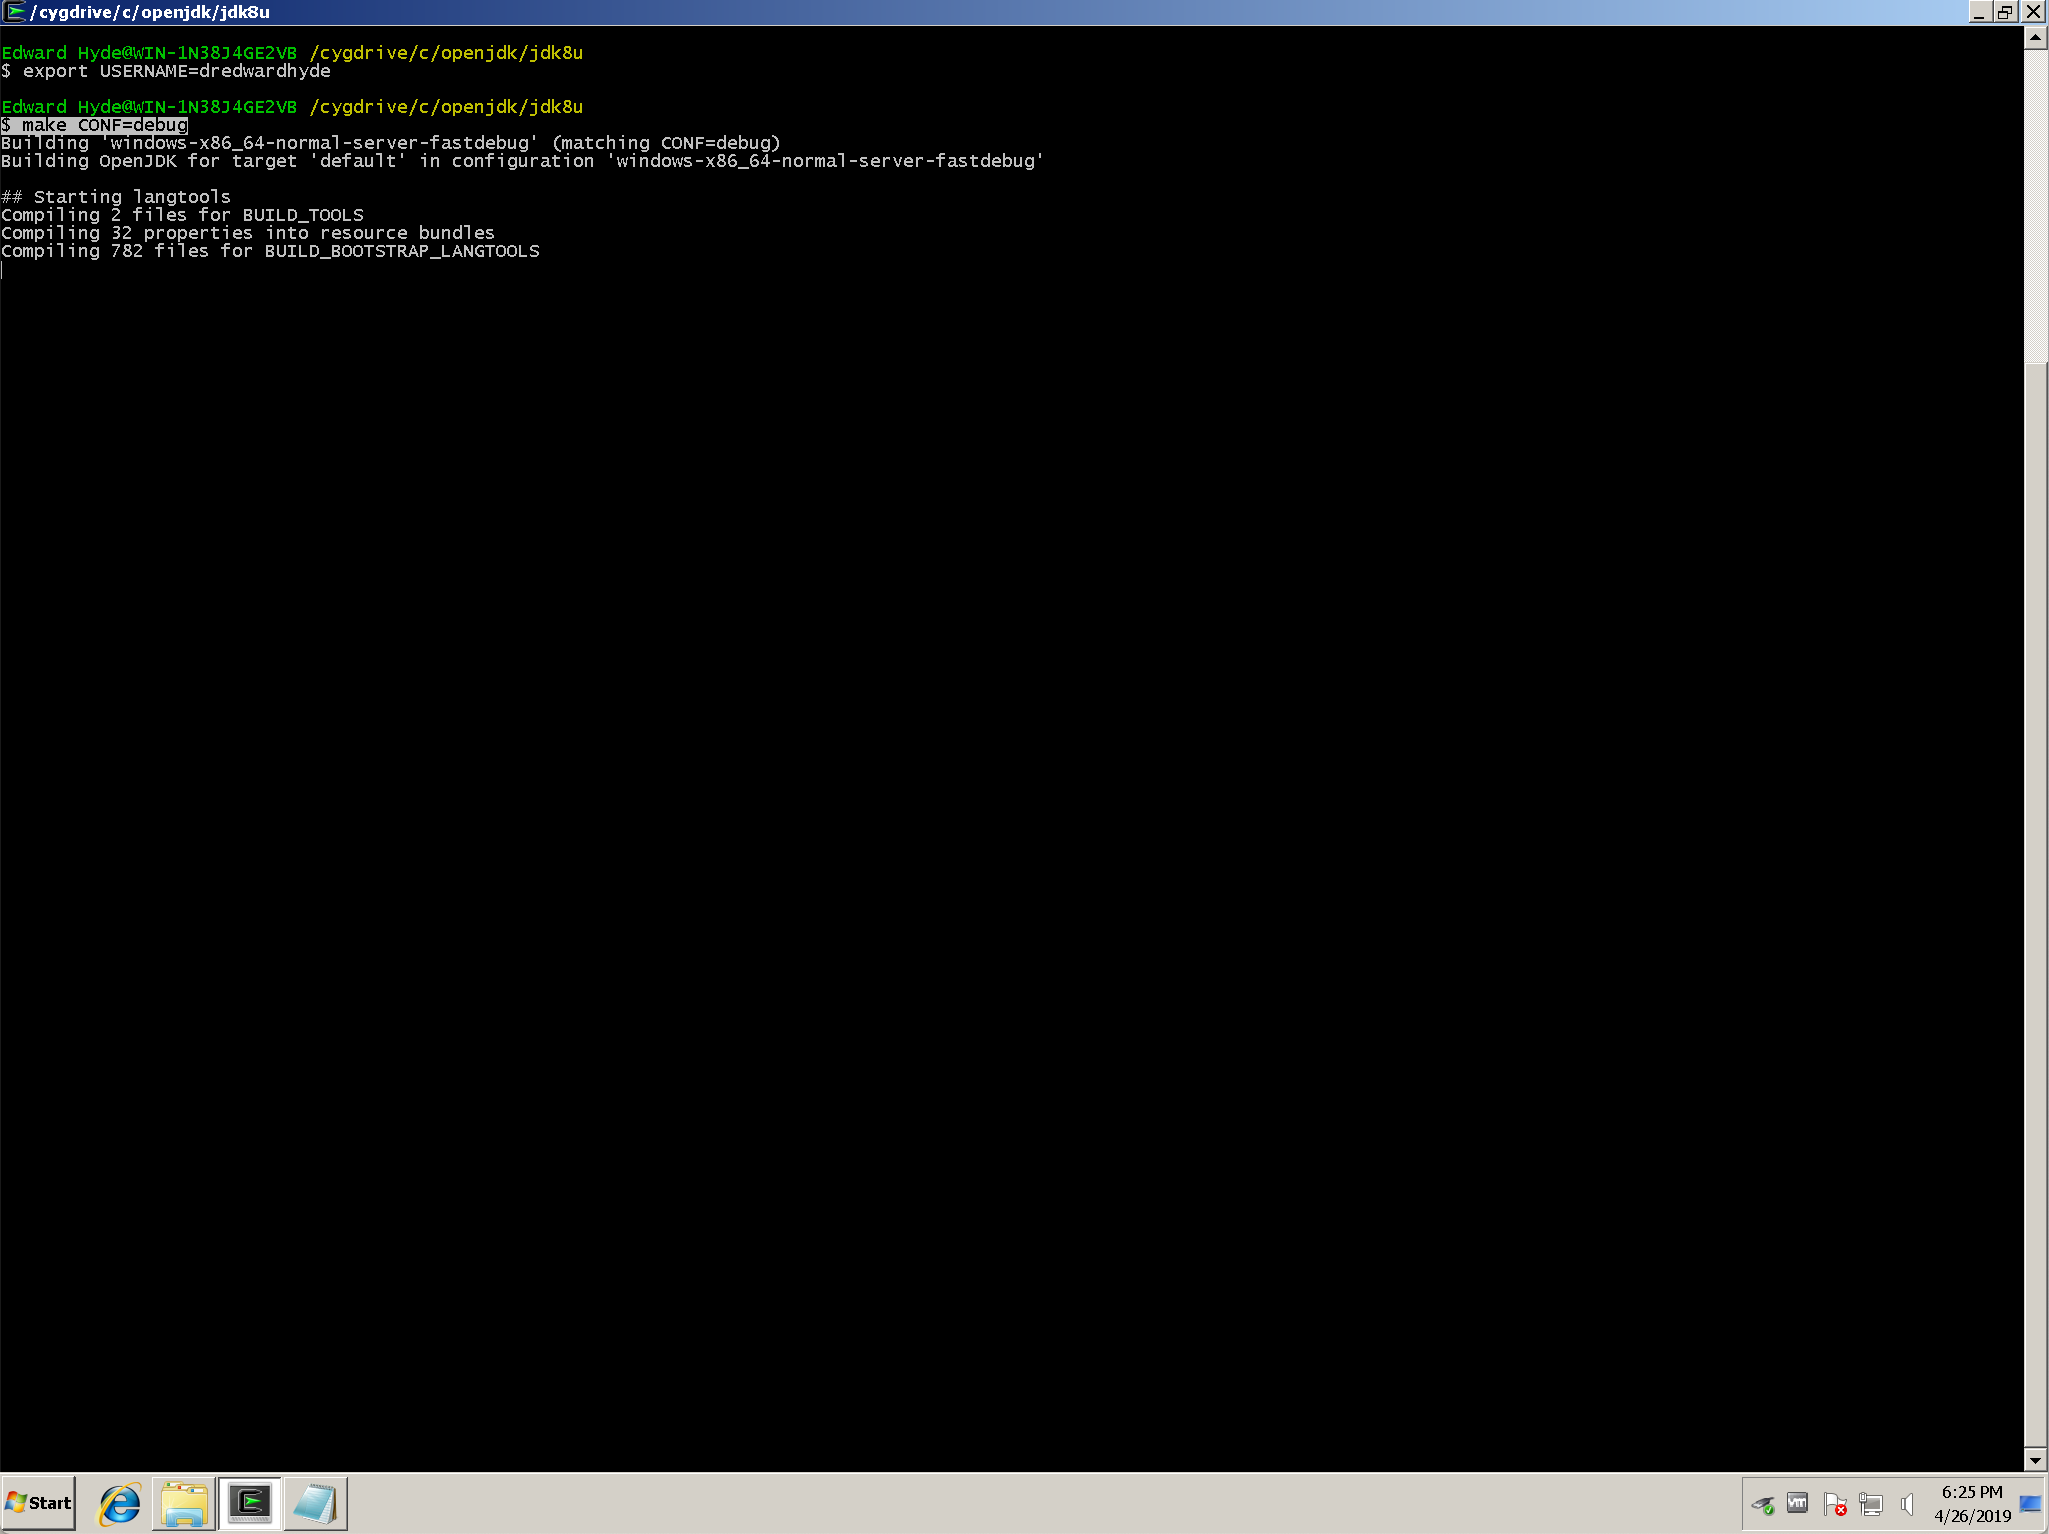 /cygdrive/c/openjdk/jdk8u
Edward Hyde@WIN-1N38J4GE2VB /cygdrive/c/openjdk/jdk8u
$ export USERNAME=dredwardhyde
Edward Hyde@WIN-1N38J4GE2VB /cygdrive/c/openjdk/jdk8u
$ make CONF=debug
Building 'windows-x86_64-normal-server-fastdebug' (matching CONF=debug)
Building OpenJDK for target 'default' in configuration 'windows-x86_64-normal-server-fastdebug'
## Starting langtools
Compiling 2 files for BUILD_TOOLS
Compiling 32 properties into resource bundles
Compiling 782 files for BUILD_BOOTSTRAP_LANGTOOLS
Start
vm
6:25 PM
4/26/2019